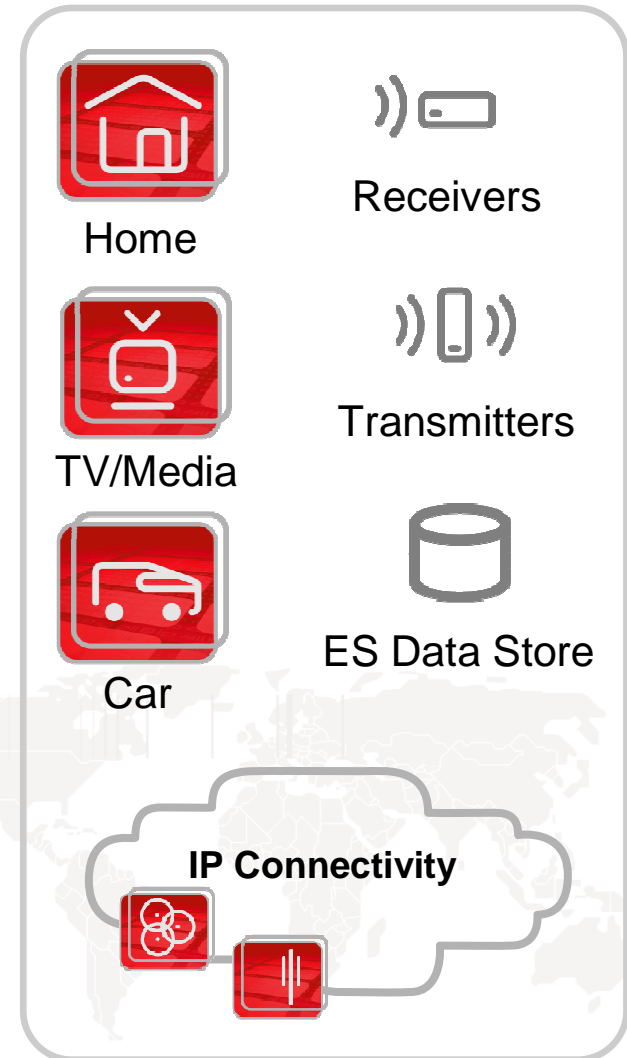 Home
Receivers
TV/Media
Transmitters
Car
ES Data Store
IP Connectivity